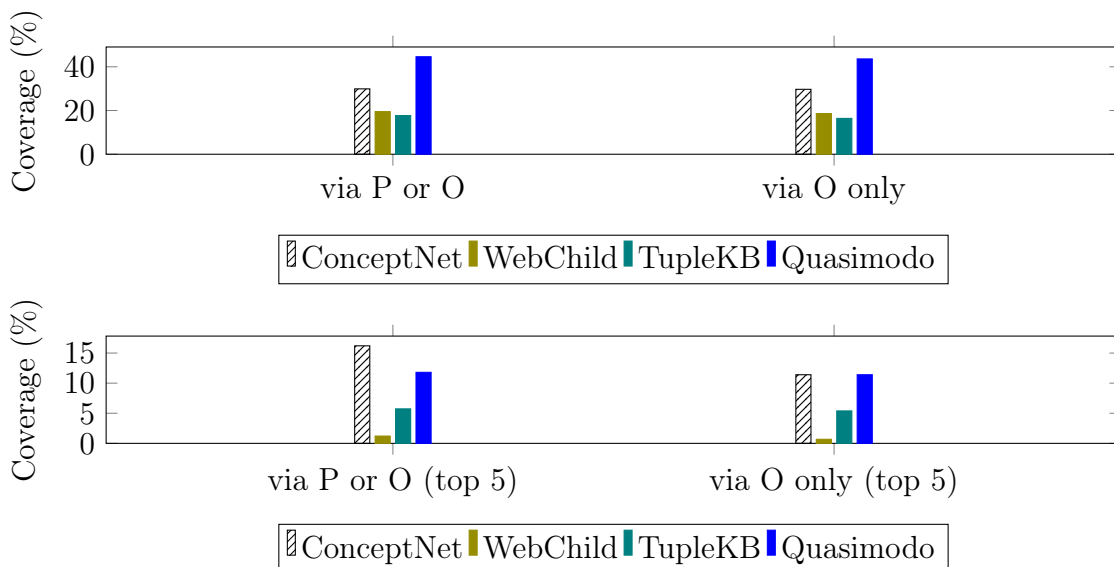 Coverage (%)
40
20
0
via P or O
via O only
ConceptNet WebChild TupleKB Quasimodo
Coverage (%)
15
10
5
0
via P or O (top 5)
via O only (top 5)
ConceptNet WebChild TupleKB Quasimodo